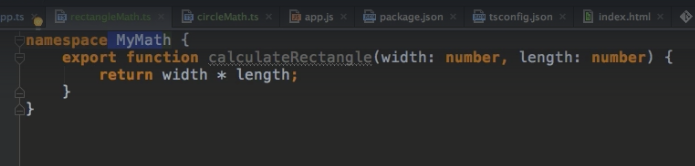 pp.ts rectangleMath.ts × circleMath.ts × app.js × package.json × tsconfig.json × index.html ×
namespace MyMath {
export function calculateRectangle(width: number, length: number) {
return width * length;
}
}